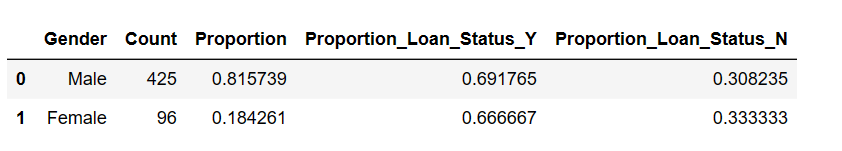 Gender Count Proportion Proportion_Loan_Status_Y Proportion_Loan_Status_N
0 Male 425 0.815739 0.691765 0.308235
1 Female 96 0.184261 0.666667 0.333333